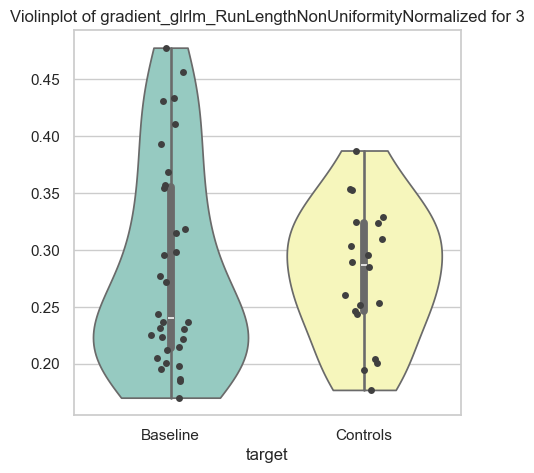 Violinplot of gradient_glrlm_RunLengthNonUniformityNormalized for 3
0.45
0.40
0.35
0.30
0.25
0.20
Baseline
Controls
target